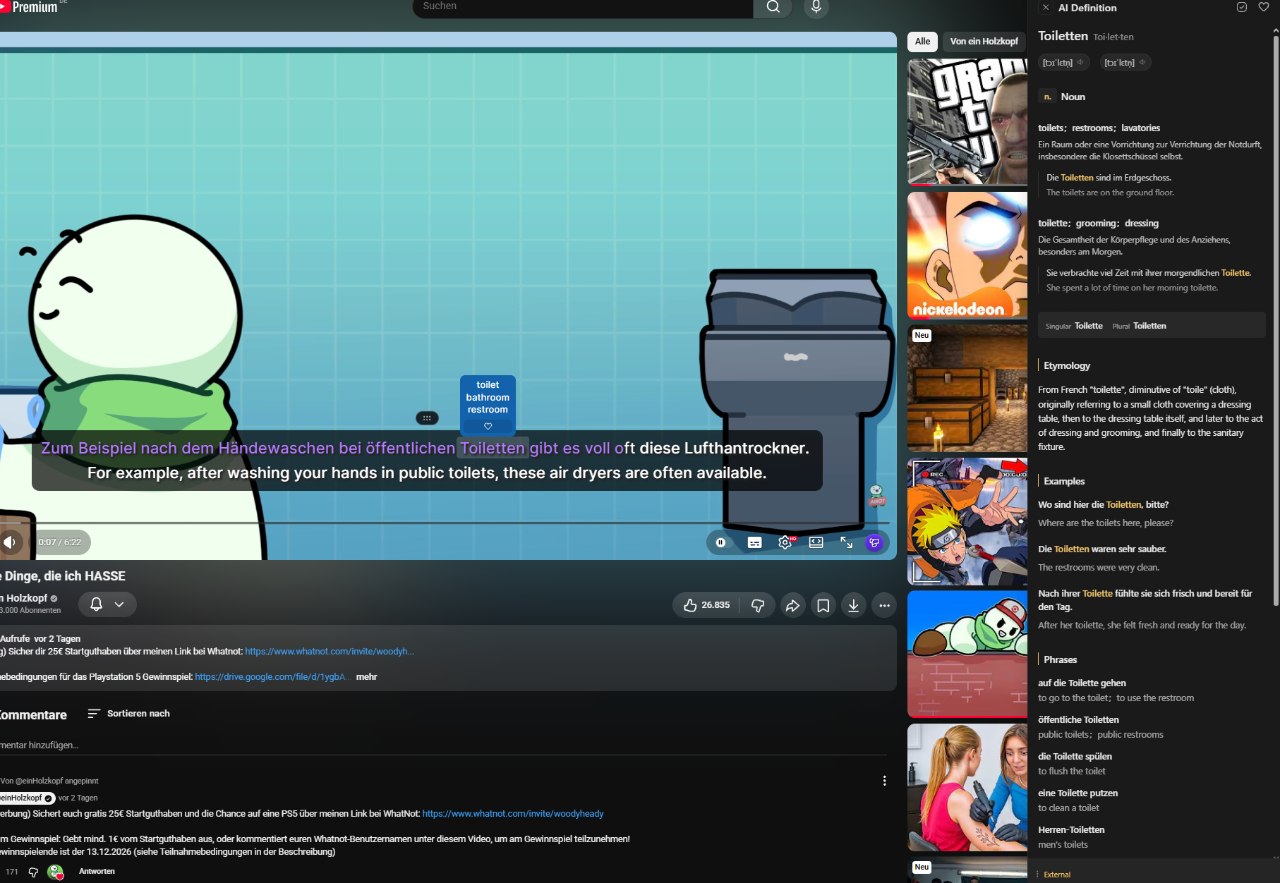 Premium
DE
Suchen
Alle
Von ein Holzkopf
nickelodeon
Neu
toilet
bathroom
restroom
Zum Beispiel nach dem Händewaschen bei öffentlichen Toiletten gibt es voll oft diese Lufthantrockner.
For example, after washing your hands in public toilets, these air dryers are often available.
0:07 / 6:22
e Dinge, die ich HASSE
n Holzkopf
3.000 Abonnenten
26.835
Aufrufe vor 2 Tagen
g) Sicher dir 25€ Startguthaben über meinen Link bei Whatnot: https://www.whatnot.com/invite/woodyh...
nebedingungen für das Playstation 5 Gewinnspiel: https://drive.google.com/file/d/1ygbA... mehr
Kommentare
Sortieren nach
mentar hinzufügen...
Von @einHolzkopf angepinnt
einHolzkopf vor 2 Tagen
erbung) Sichert euch gratis 25€ Startguthaben und die Chance auf eine PS5 über meinen Link bei WhatNot: https://www.whatnot.com/invite/woodyheady
m Gewinnspiel: Gebt mind. 1€ vom Startguthaben aus, oder kommentiert euren Whatnot-Benutzernamen unter diesem Video, um am Gewinnspiel teilzunehmen!
ewinnspielende ist der 13.12.2026 (siehe Teilnahmebedingungen in der Beschreibung)
171
Antworten
Neu
AI Definition
Toiletten Toi·let·ten
[tɔɪ̯ˈlɛtn̩]
[tɔɪ̯ˈlɛtn̩]
n. Noun
toilets; restrooms; lavatories
Ein Raum oder eine Vorrichtung zur Verrichtung der Notdurft,
insbesondere die Klosettschüssel selbst.
Die Toiletten sind im Erdgeschoss.
The toilets are on the ground floor.
toilette; grooming; dressing
Die Gesamtheit der Körperpflege und des Anziehens,
besonders am Morgen.
Sie verbrachte viel Zeit mit ihrer morgendlichen Toilette.
She spent a lot of time on her morning toilette.
Singular Toilette Plural Toiletten
Etymology
From French "toilette", diminutive of "toile" (cloth),
originally referring to a small cloth covering a dressing
table, then to the dressing table itself, and later to the act
of dressing and grooming, and finally to the sanitary
fixture.
Examples
Wo sind hier die Toiletten, bitte?
Where are the toilets here, please?
Die Toiletten waren sehr sauber.
The restrooms were very clean.
Nach ihrer Toilette fühlte sie sich frisch und bereit für
den Tag.
After her toilette, she felt fresh and ready for the day.
Phrases
auf die Toilette gehen
to go to the toilet; to use the restroom
öffentliche Toiletten
public toilets; public restrooms
die Toilette spülen
to flush the toilet
eine Toilette putzen
to clean a toilet
Herren-Toiletten
men's toilets
External